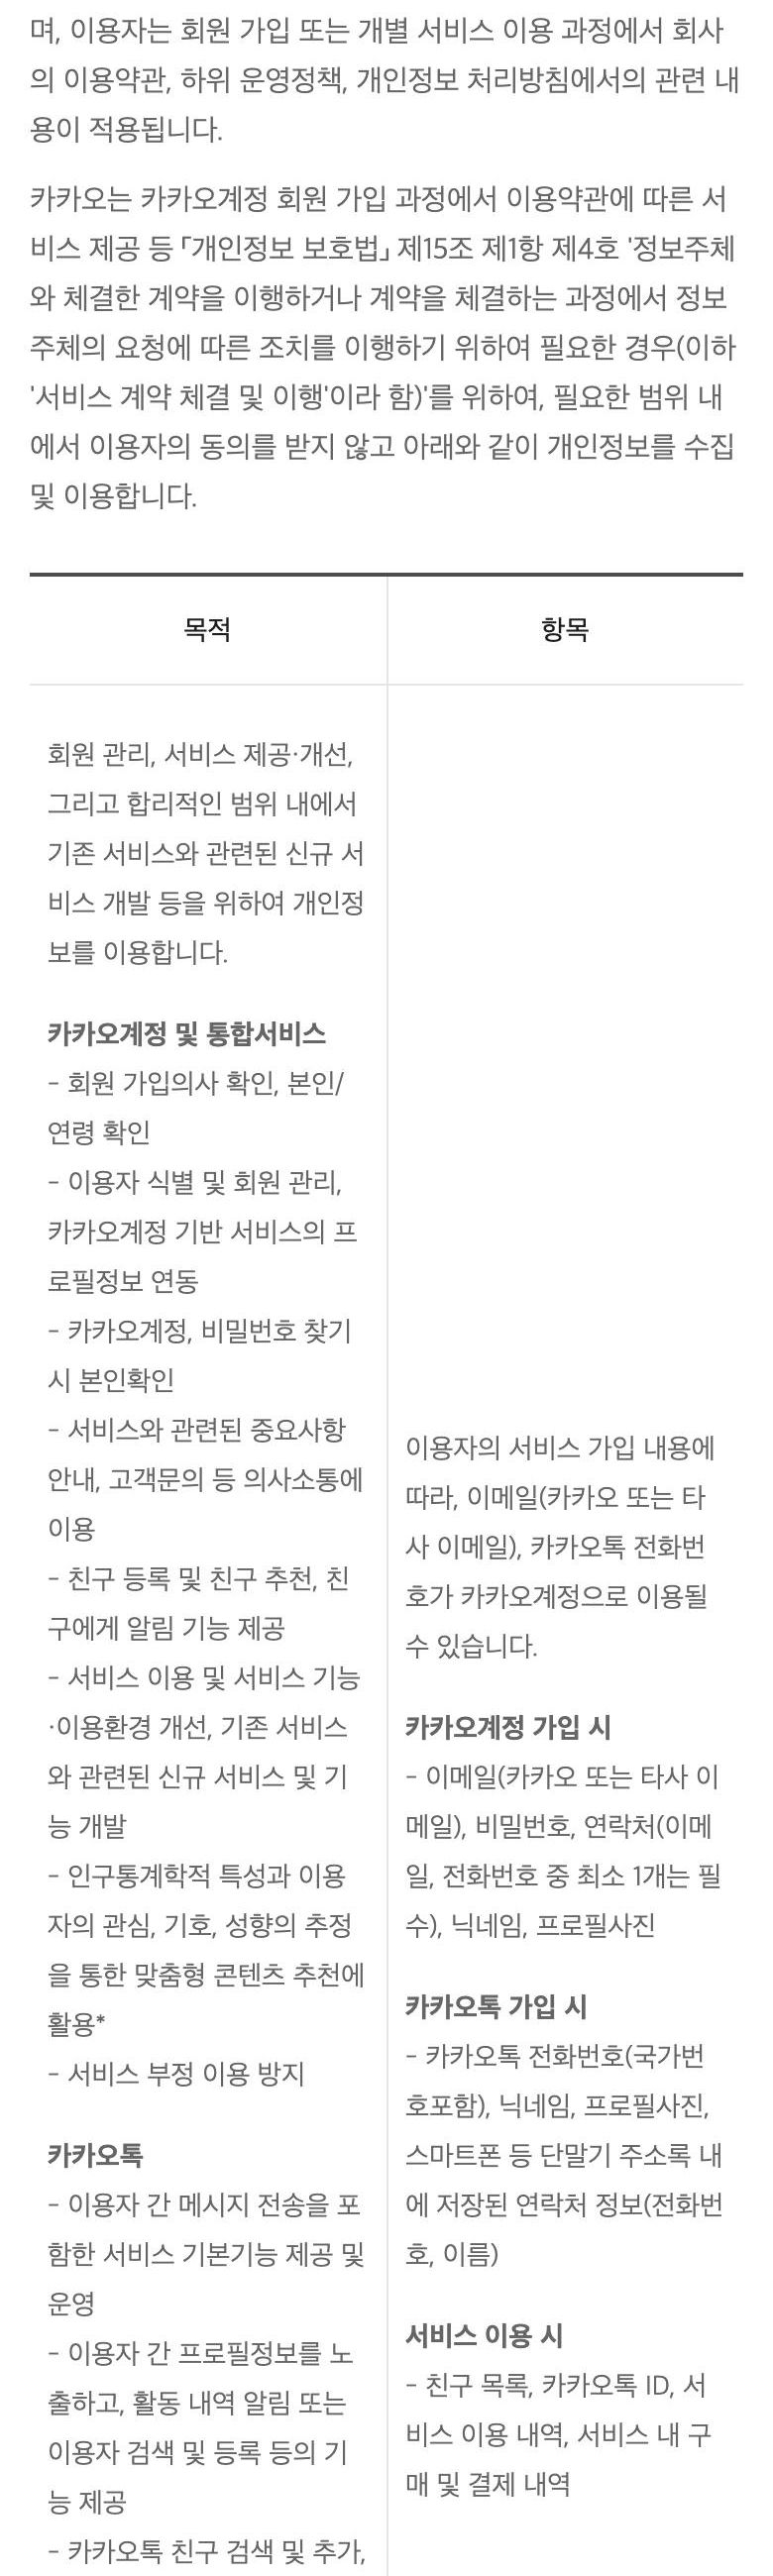 며, 이용자는 회원 가입 또는 개별 서비스 이용 과정에서 회사
의 이용약관, 하위 운영정책, 개인정보 처리방침에서의 관련 내
용이 적용됩니다.
카카오는 카카오계정 회원 가입 과정에서 이용약관에 따른 서
비스 제공 등 「개인정보 보호법」 제15조 제1항 제4호 '정보주체
와 체결한 계약을 이행하거나 계약을 체결하는 과정에서 정보
주체의 요청에 따른 조치를 이행하기 위하여 필요한 경우(이하
'서비스 계약 체결 및 이행'이라 함)'를 위하여, 필요한 범위 내
에서 이용자의 동의를 받지 않고 아래와 같이 개인정보를 수집
및 이용합니다.
목적
항목
회원 관리, 서비스 제공·개선,
그리고 합리적인 범위 내에서
기존 서비스와 관련된 신규 서
비스 개발 등을 위하여 개인정
보를 이용합니다.
카카오계정 및 통합서비스
- 회원 가입의사 확인, 본인/
연령 확인
- 이용자 식별 및 회원 관리,
카카오계정 기반 서비스의 프
로필정보 연동
- 카카오계정, 비밀번호 찾기
시 본인확인
- 서비스와 관련된 중요사항
안내, 고객문의 등 의사소통에
이용
- 친구 등록 및 친구 추천, 친
구에게 알림 기능 제공
- 서비스 이용 및 서비스 기능
·이용환경 개선, 기존 서비스
와 관련된 신규 서비스 및 기
능 개발
- 인구통계학적 특성과 이용
자의 관심, 기호, 성향의 추정
을 통한 맞춤형 콘텐츠 추천에
활용*
- 서비스 부정 이용 방지
카카오톡
- 이용자 간 메시지 전송을 포
함한 서비스 기본기능 제공 및
운영
- 이용자 간 프로필정보를 노
출하고, 활동 내역 알림 또는
이용자 검색 및 등록 등의 기
능 제공
- 카카오톡 친구 검색 및 추가,
이용자의 서비스 가입 내용에
따라, 이메일(카카오 또는 타
사 이메일), 카카오톡 전화번
호가 카카오계정으로 이용될
수 있습니다.
카카오계정 가입 시
- 이메일(카카오 또는 타사 이
메일), 비밀번호, 연락처(이메
일, 전화번호 중 최소 1개는 필
수), 닉네임, 프로필사진
카카오톡 가입 시
- 카카오톡 전화번호(국가번
호포함), 닉네임, 프로필사진,
스마트폰 등 단말기 주소록 내
에 저장된 연락처 정보(전화번
호, 이름)
서비스 이용 시
- 친구 목록, 카카오톡 ID, 서
비스 이용 내역, 서비스 내 구
매 및 결제 내역